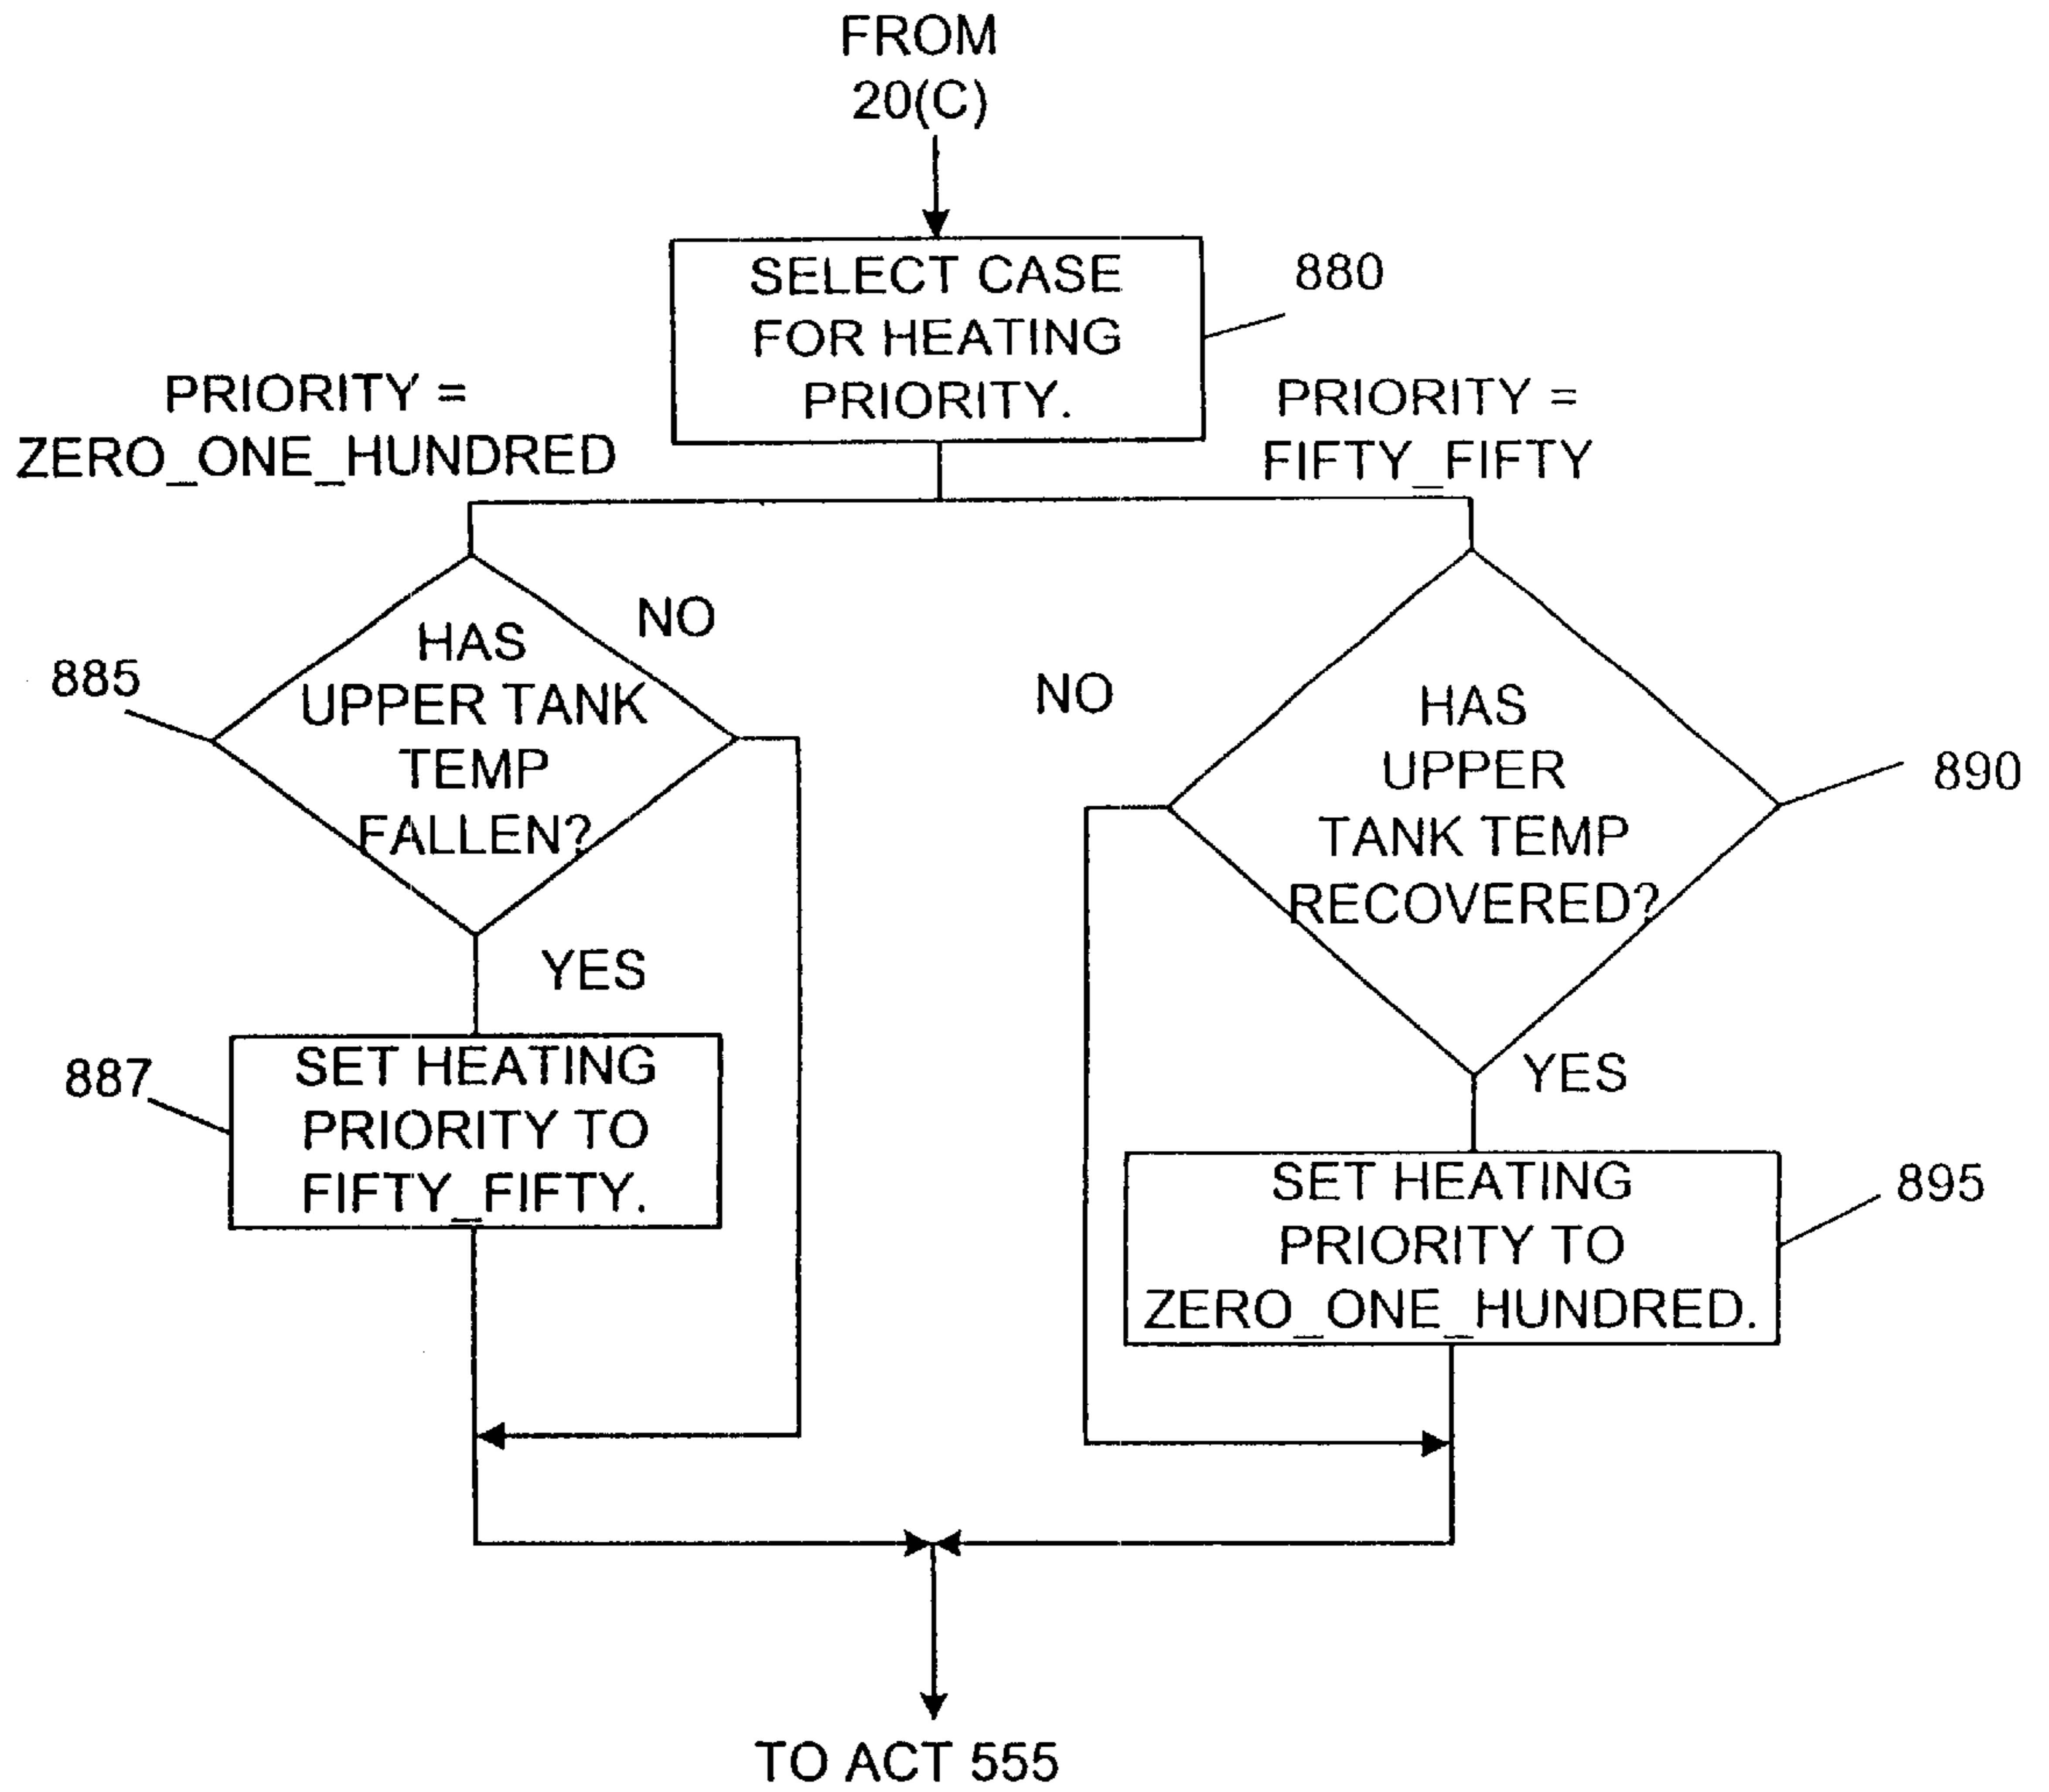 FROM
20(C)
SELECT CASE
FOR HEATING
PRIORITY.
880
PRIORITY =
ZERO_ONE_HUNDRED
PRIORITY =
FIFTY_FIFTY
HAS
UPPER TANK
TEMP
FALLEN?
NO
885
YES
NO
HAS
UPPER
TANK TEMP
RECOVERED?
890
YES
SET HEATING
PRIORITY TO
FIFTY_FIFTY.
887
SET HEATING
PRIORITY TO
ZERO_ONE_HUNDRED.
895
TO ACT 555